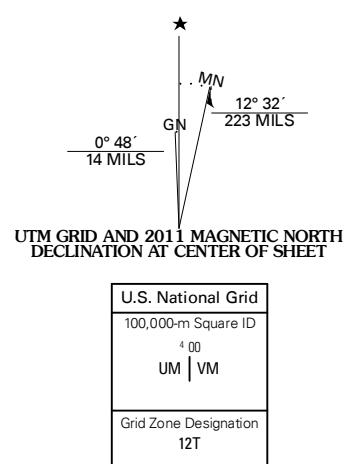 ★
MN
GN
12° 32´
223 MILS
0° 48´
14 MILS
UTM GRID AND 2011 MAGNETIC NORTH
DECLINATION AT CENTER OF SHEET
U.S. National Grid
100,000-m Square ID
4 00
UM | VM
Grid Zone Designation
12T